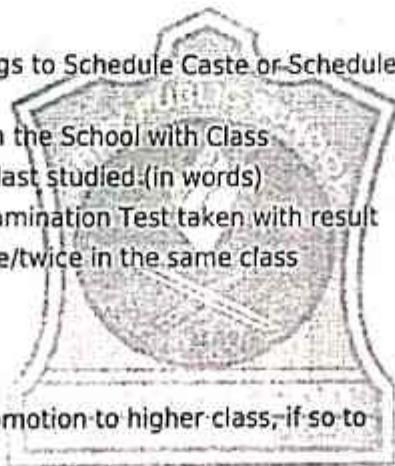 gs to Schedule Caste or Schedule
n the School with Class
last studied (in words)
amination Test taken with result
e/twice in the same class
omotion to higher class, if so to